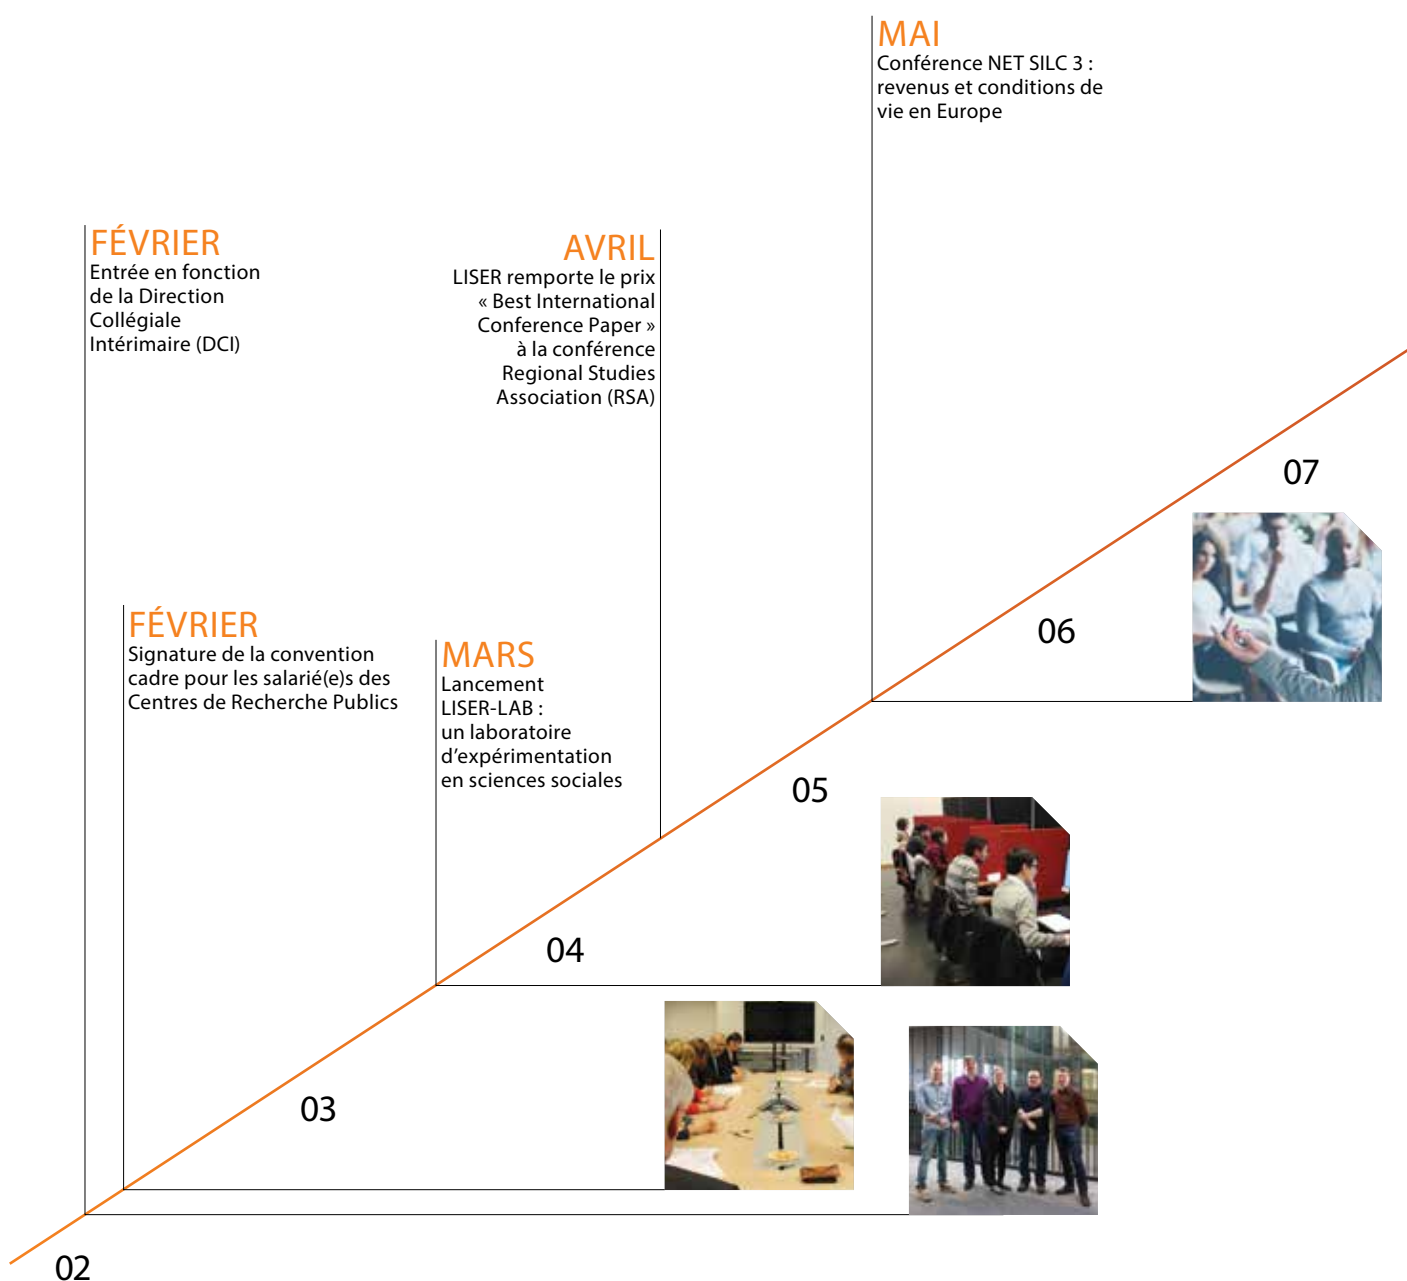 MAI
Conférence NET SILC 3 :
revenus et conditions de
vie en Europe
FÉVRIER
Entrée en fonction
de la Direction
Collégiale
Intérimaire (DCI)
AVRIL
LISER remporte le prix
« Best International
Conference Paper »
à la conférence
Regional Studies
Association (RSA)
07
FÉVRIER
Signature de la convention
cadre pour les salarié(e)s des
Centres de Recherche Publics
MARS
Lancement
LISER-LAB :
un laboratoire
d’expérimentation
en sciences sociales
06
05
04
03
02